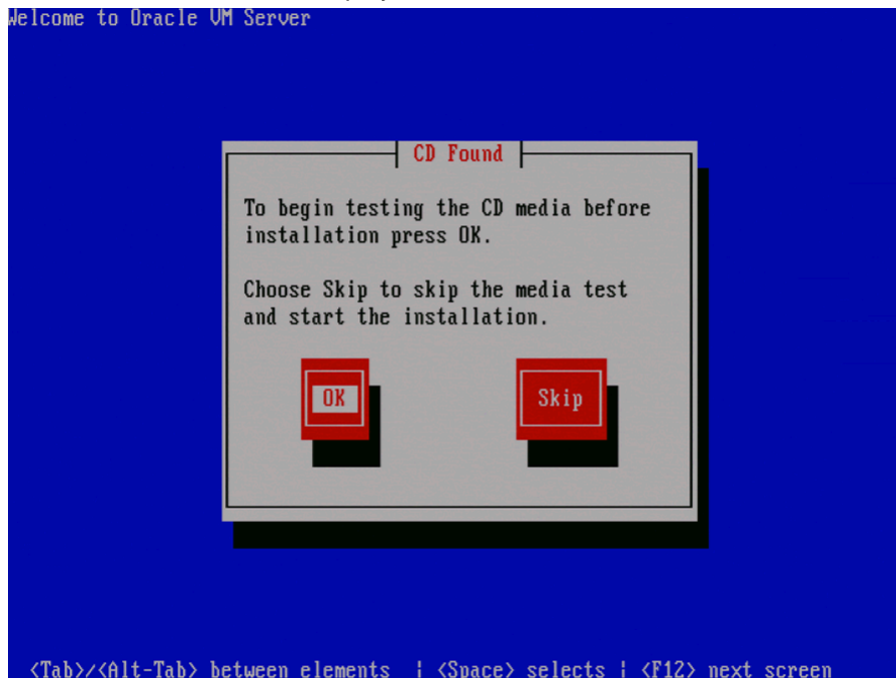 Welcome to Oracle VM Server
CD Found
To begin testing the CD media before
installation press OK.
Choose Skip to skip the media test
and start the installation.
OK Skip
<Tab>/<Alt-Tab> between elements | <Space> selects | <F12> next screen